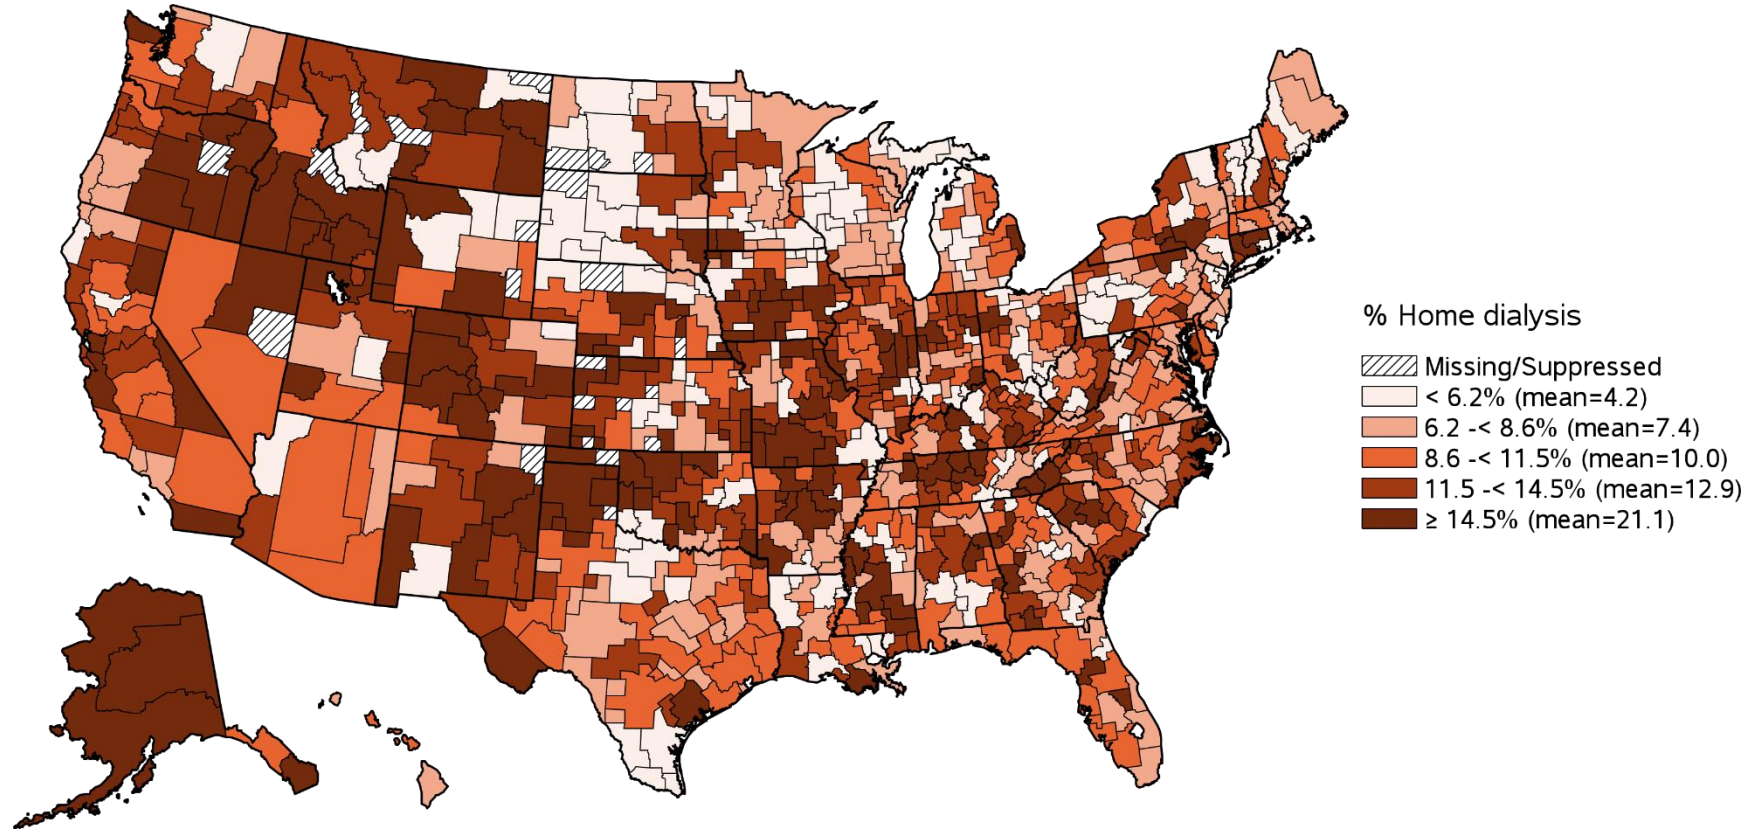 % Home dialysis
Missing/Suppressed
< 6.2% (mean=4.2)
6.2 -< 8.6% (mean=7.4)
8.6 -< 11.5% (mean=10.0)
11.5 -< 14.5% (mean=12.9)
≥ 14.5% (mean=21.1)